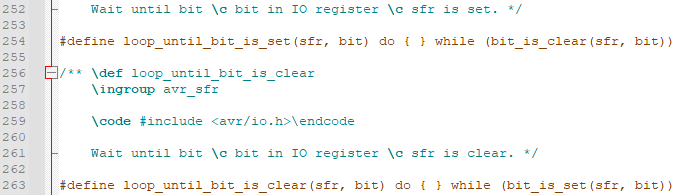 252 Wait until bit \c bit in IO register \c sfr is set. */
253
254 #define loop_until_bit_is_set(sfr, bit) do { } while (bit_is_clear(sfr, bit))
255
256 /** \def loop_until_bit_is_clear
257 \ingroup avr_sfr
258
259 \code #include <avr/io.h>\endcode
260
261 Wait until bit \c bit in IO register \c sfr is clear. */
262
263 #define loop_until_bit_is_clear(sfr, bit) do { } while (bit_is_set(sfr, bit))